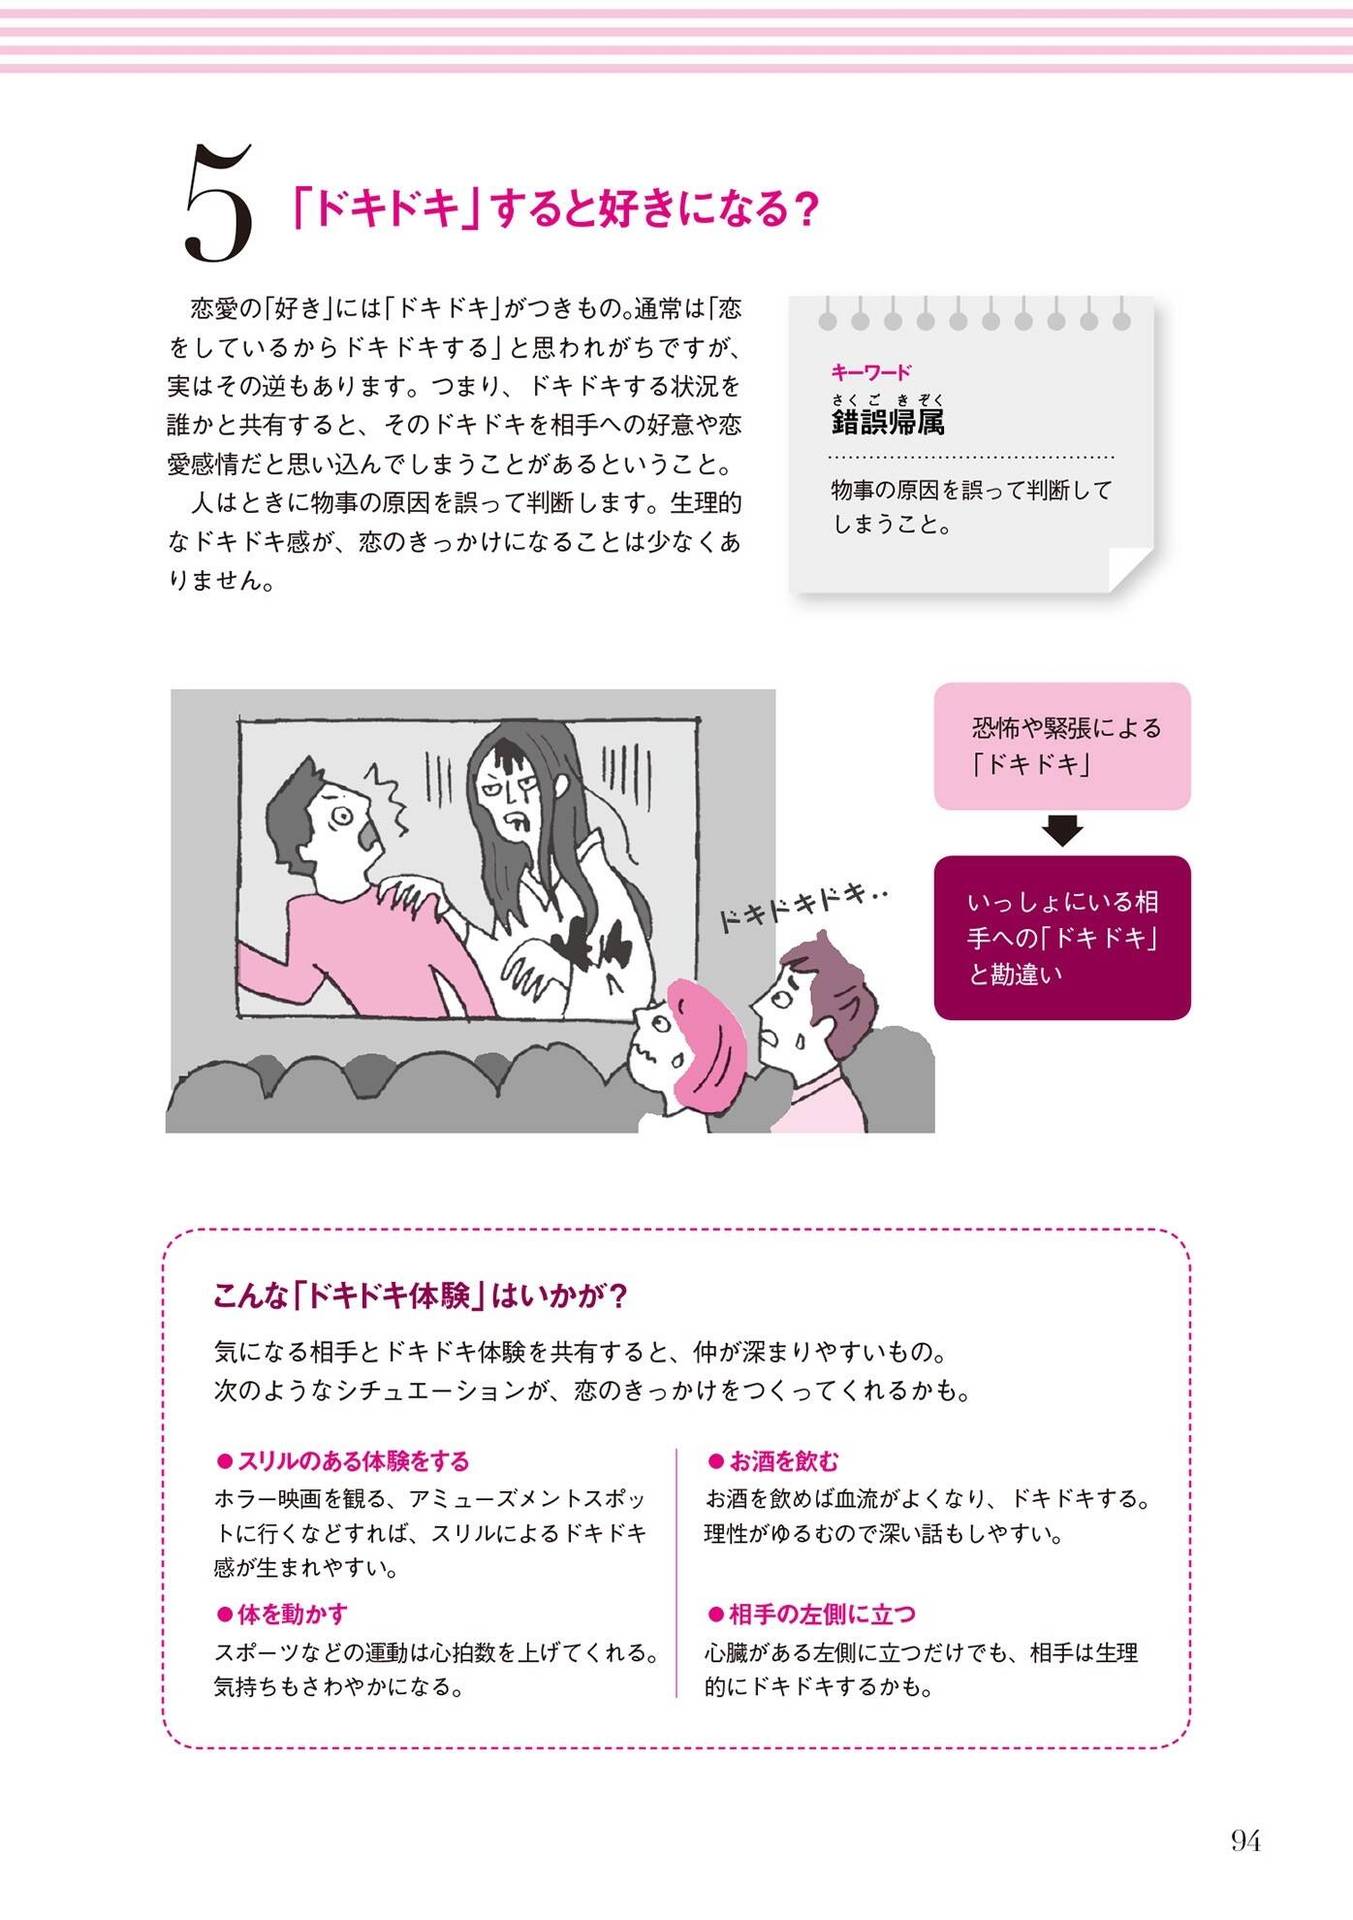 5
「ドキドキ」すると好きになる？
恋愛の「好き」には「ドキドキ」がつきもの。通常は「恋
をしているからドキドキする」と思われがちですが、
実はその逆もあります。つまり、ドキドキする状況を
誰かと共有すると、そのドキドキを相手への好意や恋
愛感情だと思い込んでしまうことがあるということ。
人はときに物事の原因を誤って判断します。生理的
なドキドキ感が、恋のきっかけになることは少なくあ
りません。
キーワード
さくごきぞく
錯誤帰属
物事の原因を誤って判断して
しまうこと。
ドキドキドキ‥
恐怖や緊張による
「ドキドキ」
いっしょにいる相
手への「ドキドキ」
と勘違い
こんな「ドキドキ体験」はいかが？
気になる相手とドキドキ体験を共有すると、仲が深まりやすいもの。
次のようなシチュエーションが、恋のきっかけをつくってくれるかも。
●スリルのある体験をする
ホラー映画を観る、アミューズメントスポッ
トに行くなどすれば、スリルによるドキドキ
感が生まれやすい。
●体を動かす
スポーツなどの運動は心拍数を上げてくれる。
気持ちもさわやかになる。
●お酒を飲む
お酒を飲めば血流がよくなり、ドキドキする。
理性がゆるむので深い話もしやすい。
●相手の左側に立つ
心臓がある左側に立つだけでも、相手は生理
的にドキドキするかも。
94